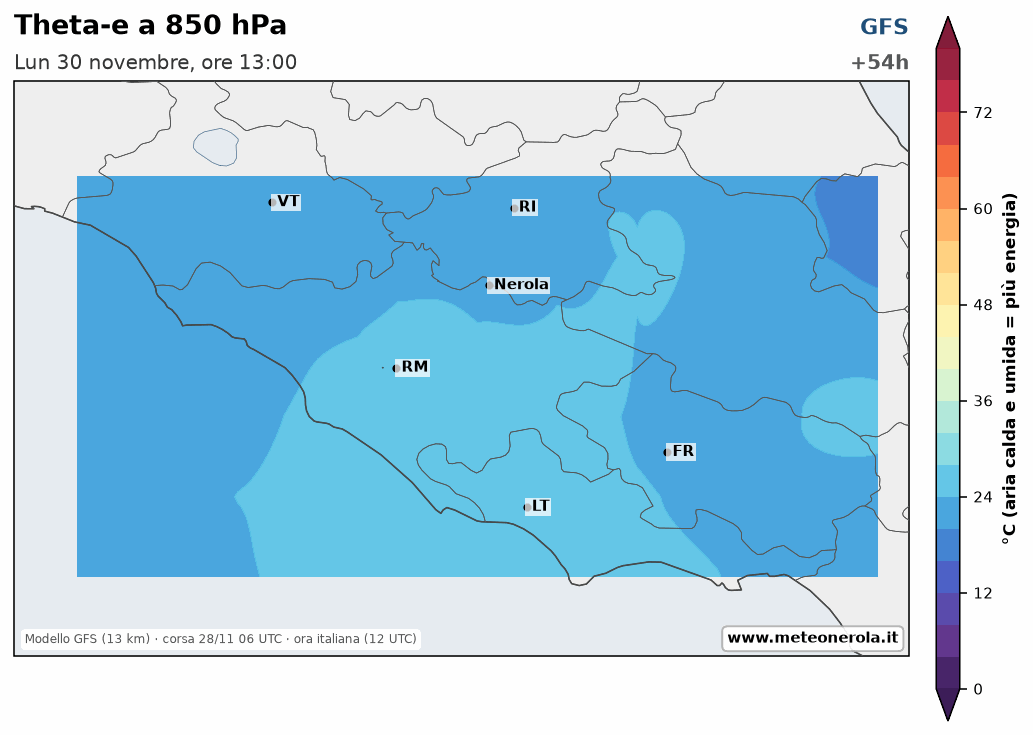 Theta-e a 850 hPa
GFS
Lun 30 novembre, ore 13:00
+54h
VT
RI
Nerola
RM
FR
LT
72
60
48
36
24
12
0
°C (aria calda e umida = più energia)
Modello GFS (13 km) · corsa 28/11 06 UTC · ora italiana (12 UTC)
www.meteonerola.it